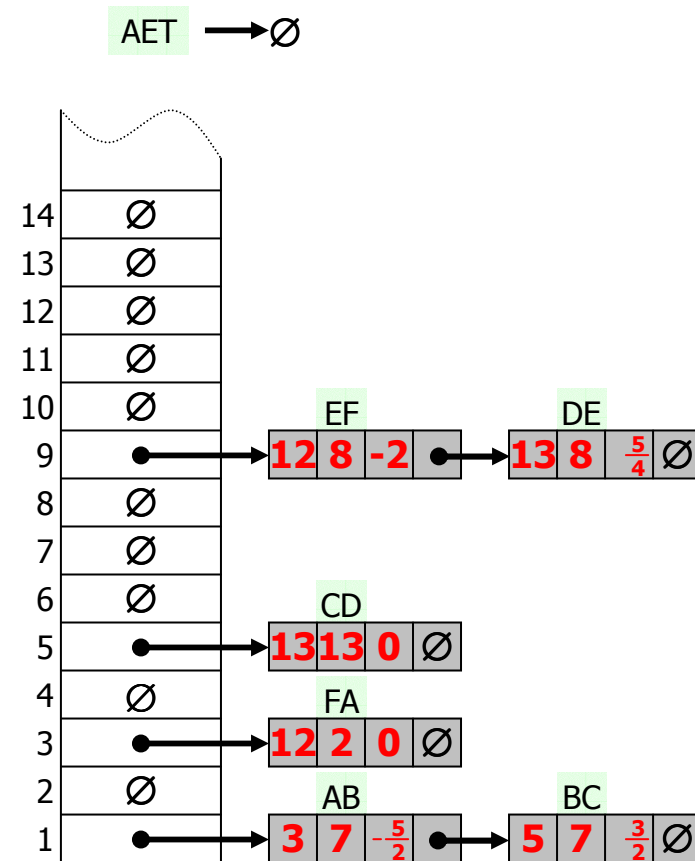 AET ∅
14 ∅
13 ∅
12 ∅
11 ∅
10 ∅
EF DE
9 12 8 -2 13 8 5/4 ∅
8 ∅
7 ∅
6 ∅
CD
5 13 13 0 ∅
4 ∅
FA
3 12 2 0 ∅
2 ∅
AB BC
1 3 7 -5/2 5 7 3/2 ∅